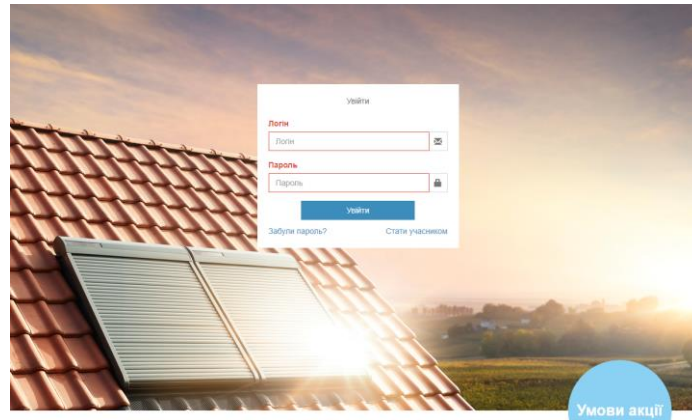 Увійти
Логін
Логін
Пароль
Пароль
Увійти
Забули пароль?
Стати учасником
Умови акції